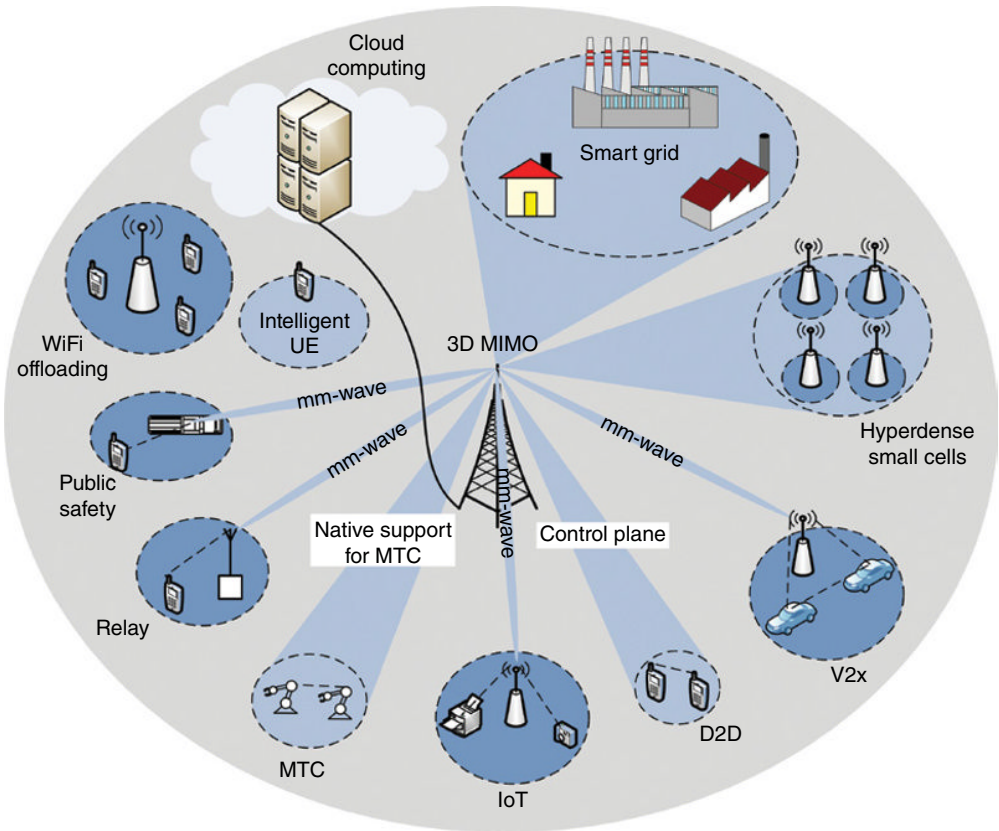 Cloud
computing
Smart grid
WiFi
offloading
Intelligent
UE
3D MIMO
mm-wave
Hyperdense
small cells
Public
safety
mm-wave
mm-wave
mm-wave
Native support
for MTC
Control plane
Relay
V2x
MTC
IoT
D2D